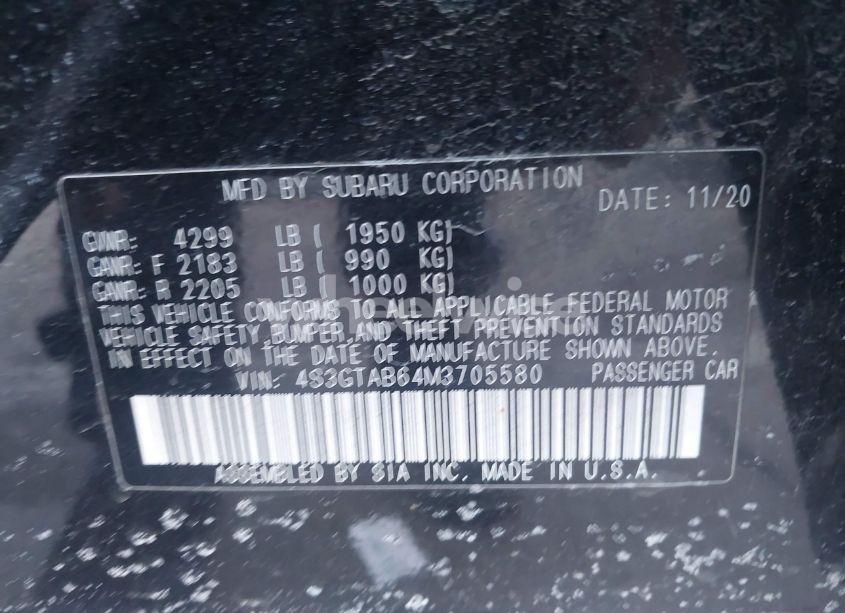 MFD BY SUBARU CORPORATION DATE: 11/20
GVWR: 4299 LB ( 1950 KG)
GAWR: F 2183 LB ( 990 KG)
GAWR: R 2205 LB ( 1000 KG)
THIS VEHICLE CONFORMS TO ALL APPLICABLE FEDERAL MOTOR
VEHICLE SAFETY, BUMPER, AND THEFT PREVENTION STANDARDS
IN EFFECT ON THE DATE OF MANUFACTURE SHOWN ABOVE.
VIN: 4S3GTAB64M3705580 PASSENGER CAR
ASSEMBLED BY SIA INC. MADE IN U.S.A.